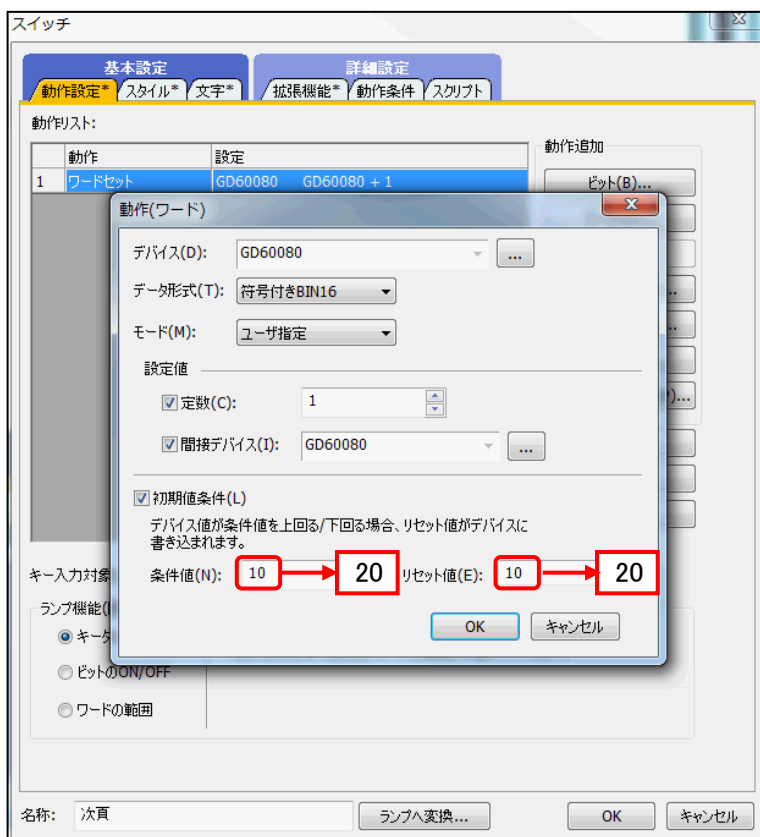 スイッチ
基本設定 詳細設定
動作設定* スタイル* 文字* 拡張機能* 動作条件 スクリプト
動作リスト:
動作追加
動作 設定
1 ワードセット GD60080 GD60080 + 1
ビット(B)...
動作(ワード)
デバイス(D): GD60080 ...
データ形式(T): 符号付きBIN16
モード(M): ユーザ指定
設定値
定数(C): 1
間接デバイス(I): GD60080 ...
初期値条件(L)
デバイス値が条件値を上回る/下回る場合、リセット値がデバイスに
書き込まれます。
条件値(N): 10 20 リセット値(E): 10 20
OK キャンセル
キー入力対象
ランプ機能(
キー
ビットのON/OFF
ワードの範囲
名称: 次頁 ランプへ変換... OK キャンセル